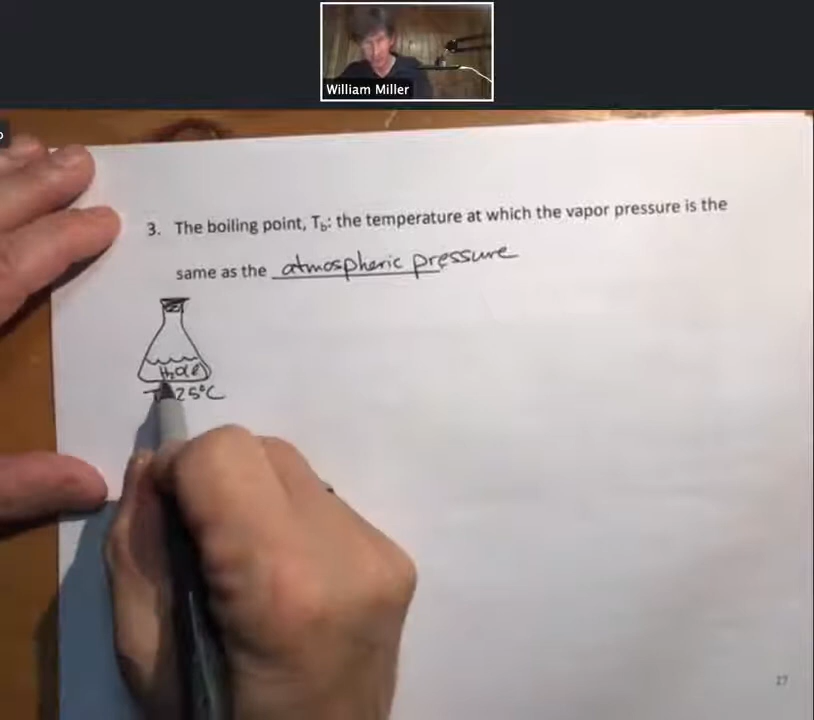 William Miller
3. The boiling point, Tb: the temperature at which the vapor pressure is the
same as the atmospheric pressure
H2O(l)
25°C
27